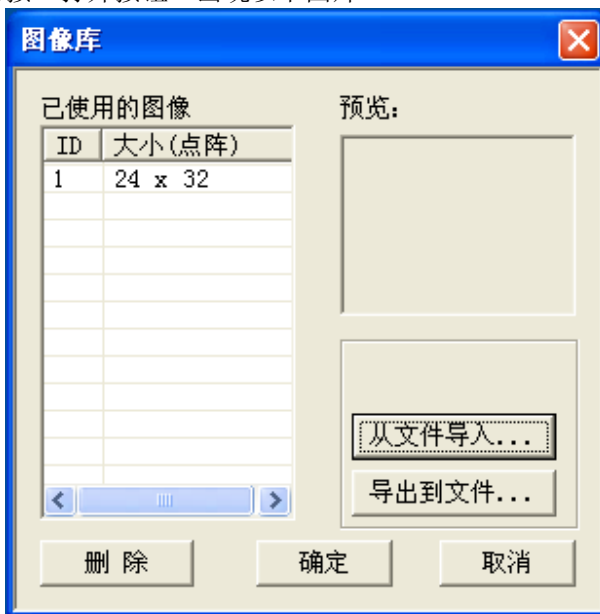 图像库
已使用的图像
预览:
ID 大小(点阵)
1 24 x 32
从文件导入...
导出到文件...
删 除
确定
取消